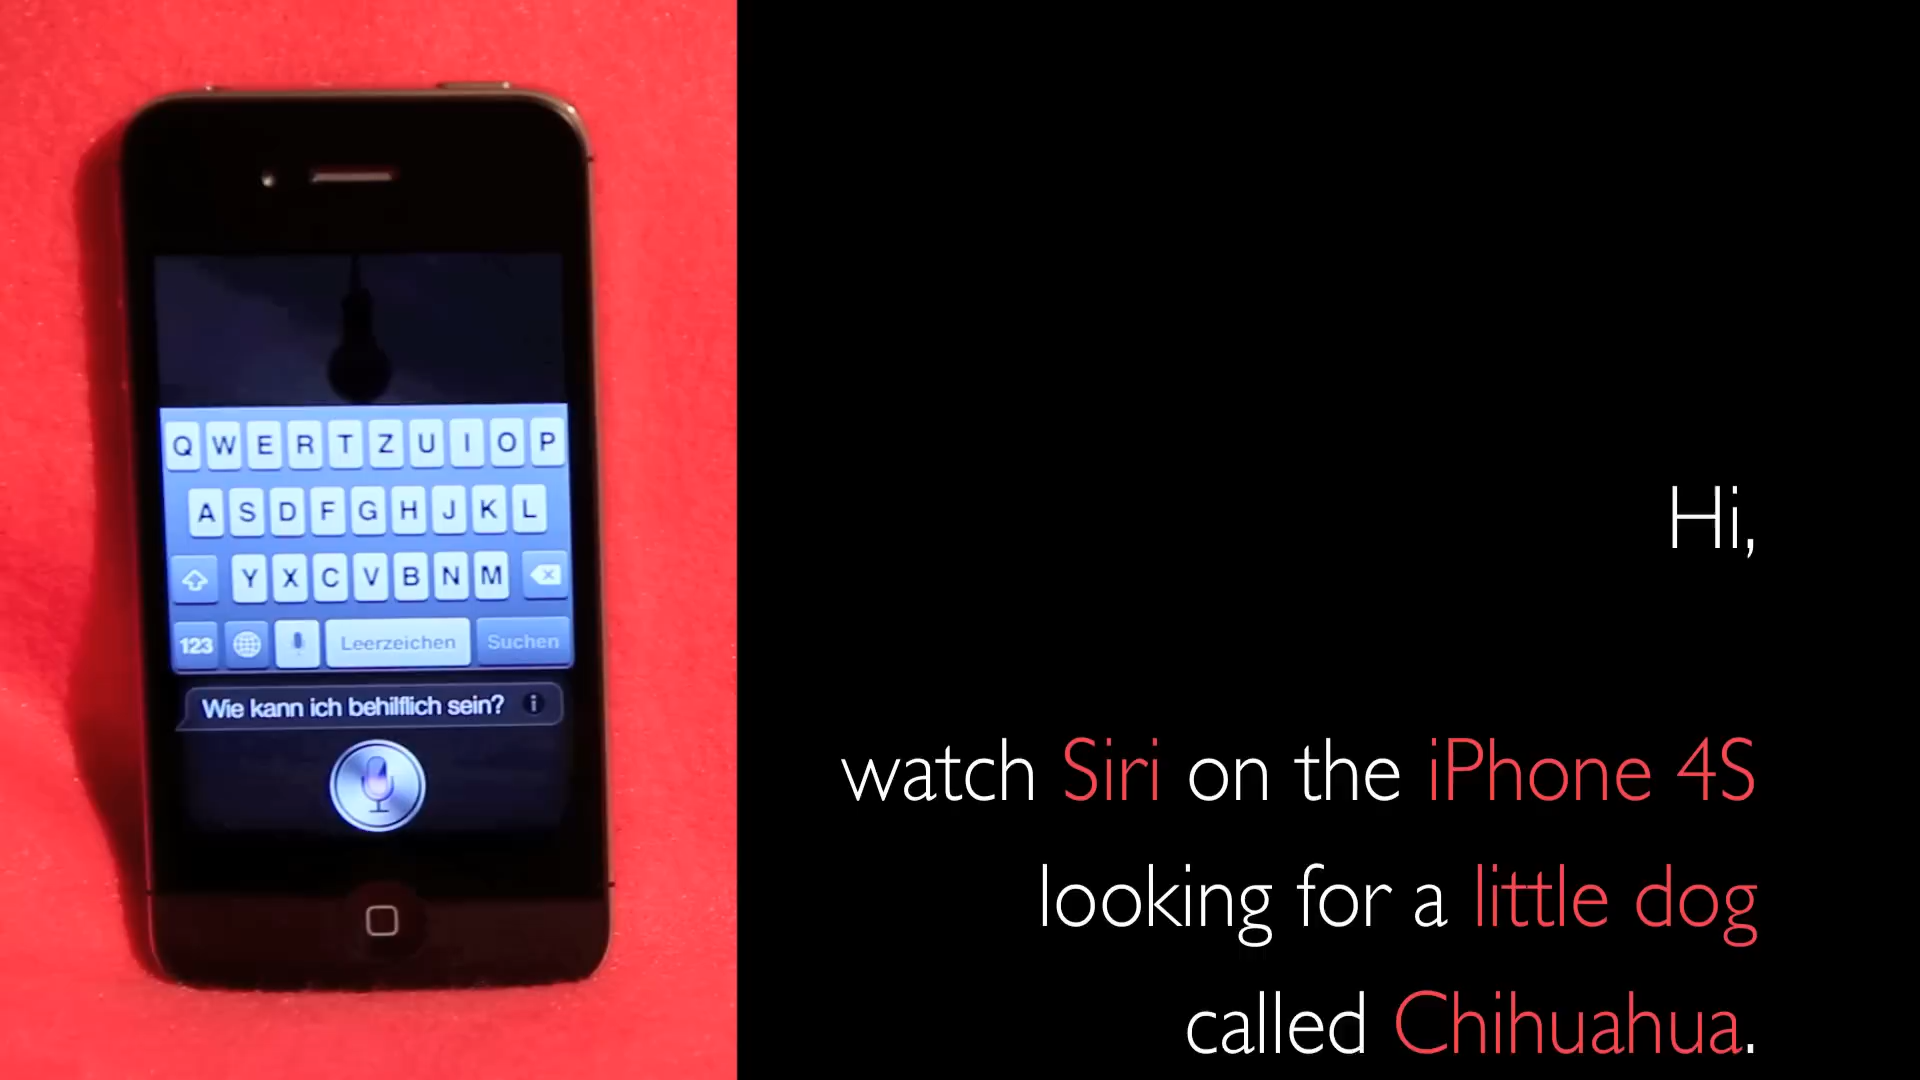 Q W E R T Z U I O P
A S D F G H J K L
Y X C V B N M
123 Leerzeichen Suchen
Wie kann ich behilflich sein? i
Hi,
watch Siri on the iPhone 4S
looking for a little dog
called Chihuahua.